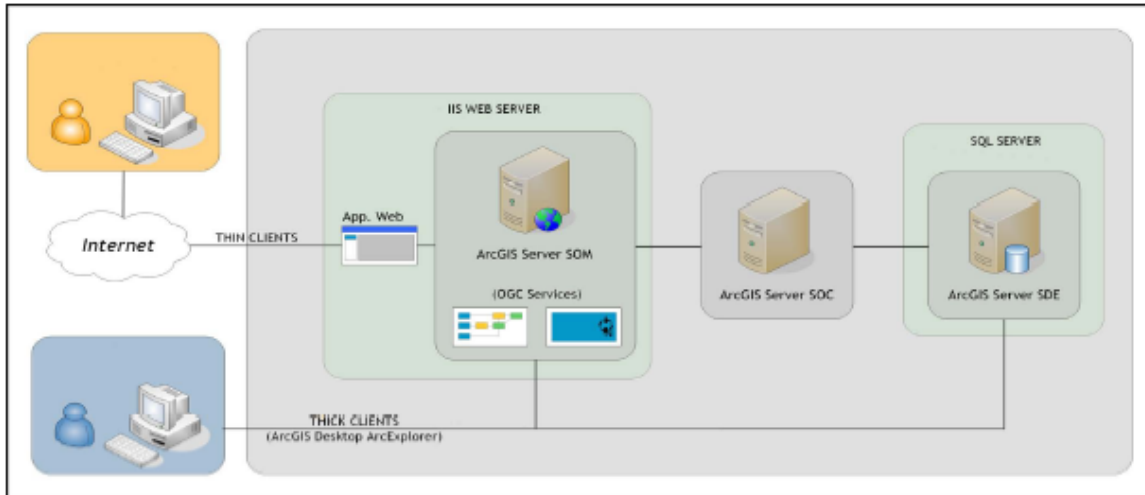 IIS WEB SERVER
SQL SERVER
App. Web
Internet
THIN CLIENTS
ArcGIS Server SOM
(OGC Services)
ArcGIS Server SOC
ArcGIS Server SDE
THICK CLIENTS
(ArcGIS Desktop ArcExplorer)